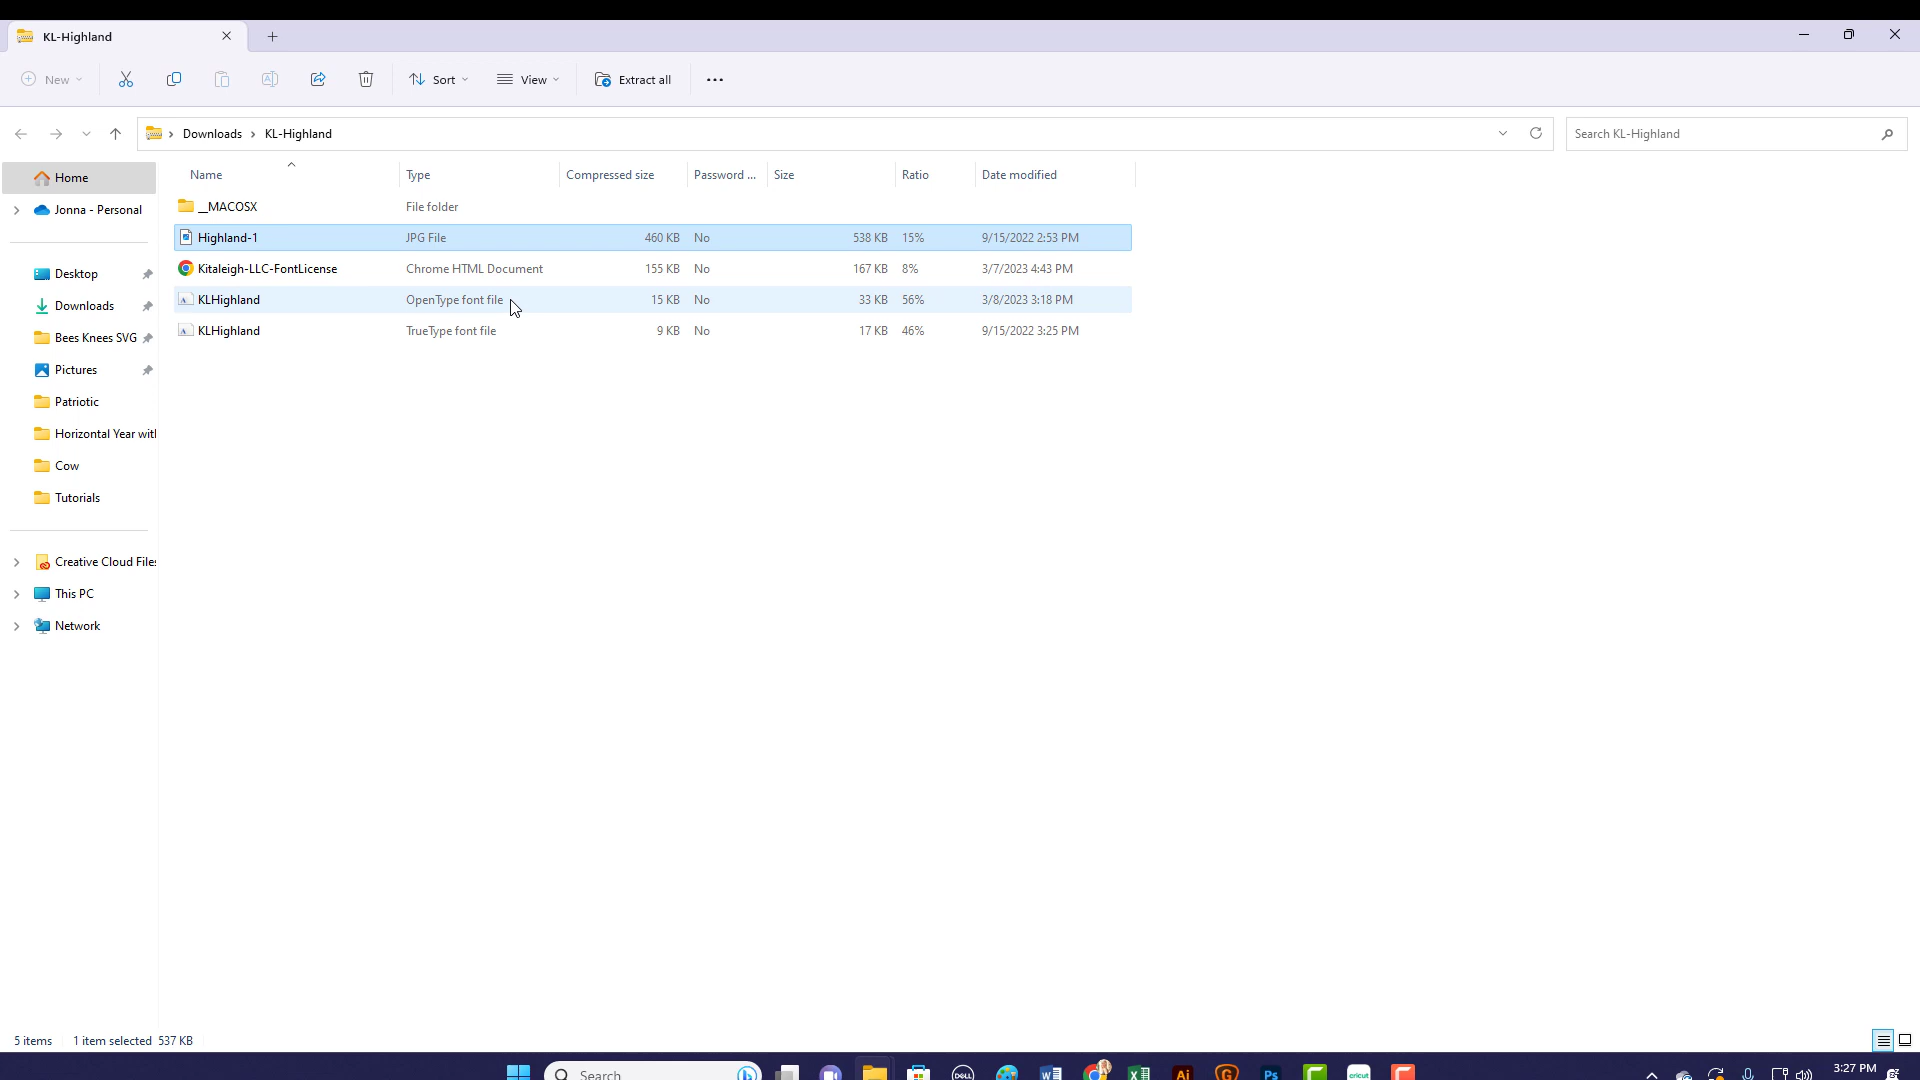 KL-Highland
New
Sort
View
Extract all
Downloads > KL-Highland
Search KL-Highland
Name Type Compressed size Password ... Size Ratio Date modified
__MACOSX File folder
Highland-1 JPG File 460 KB No 538 KB 15% 9/15/2022 2:53 PM
Kitaleigh-LLC-FontLicense Chrome HTML Document 155 KB No 167 KB 8% 3/7/2023 4:43 PM
KLHighland OpenType font file 15 KB No 33 KB 56% 3/8/2023 3:18 PM
KLHighland TrueType font file 9 KB No 17 KB 46% 9/15/2022 3:25 PM
Home
Jonna - Personal
Desktop
Downloads
Bees Knees SVG
Pictures
Patriotic
Horizontal Year with
Cow
Tutorials
Creative Cloud Files
This PC
Network
5 items 1 item selected 537 KB
Search
DELL
Ai
Ps
cricut
3:27 PM